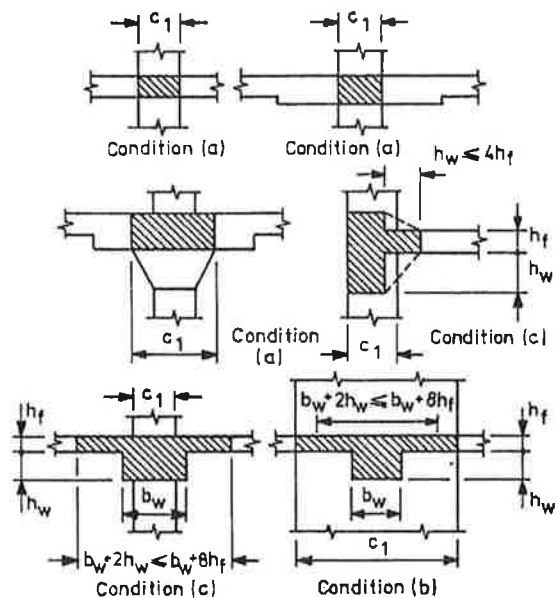 c1 c1
Condition (a) Condition (a)
hw ≤ 4hf
hf
hw
c1 Condition (a)
c1 Condition (c)
c1
bw+2hw ≤ bw+8hf
hf hf
hw bw bw hw
bw+2hw ≤ bw+8hf c1
Condition (c) Condition (b)